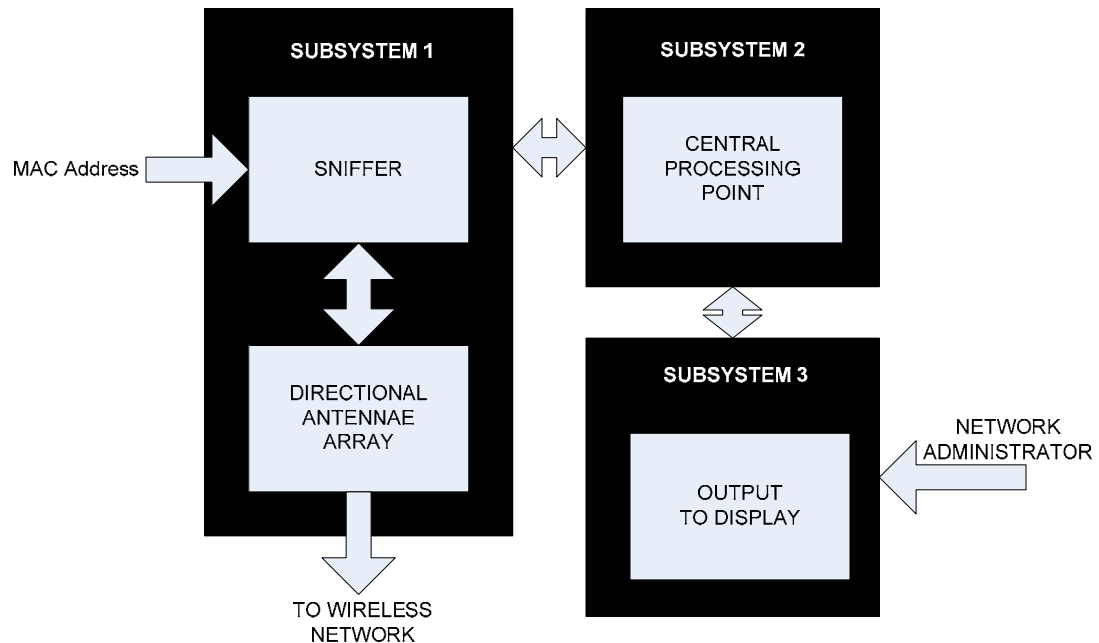 SUBSYSTEM 1
SNIFFER
MAC Address
DIRECTIONAL
ANTENNAE
ARRAY
TO WIRELESS
NETWORK
SUBSYSTEM 2
CENTRAL
PROCESSING
POINT
SUBSYSTEM 3
OUTPUT
TO DISPLAY
NETWORK
ADMINISTRATOR